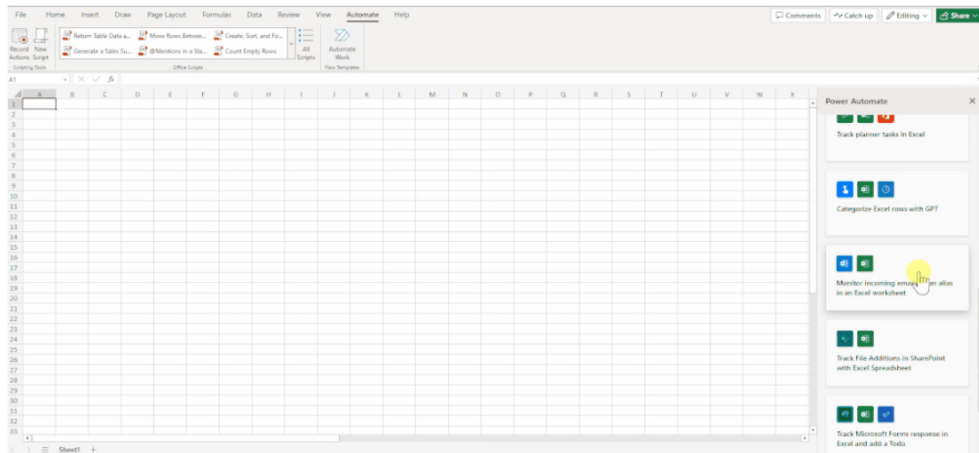 File Home Insert Draw Page Layout Formulas Data Review View Automate Help Comments Catch up Editing Share
Return Table Data a... Move Rows Betwee... Create, Sort, and Fo...
Generate a Sales Su... @Mentions in a Sta... Count Empty Rows
Record Actions New Script All Scripts Automate Work
Scripting Tools Office Scripts Flow Templates
A1 fx
A B C D E F G H I J K L M N O P Q R S T U V W X
1
2
3
4
5
6
7
8
9
10
11
12
13
14
15
16
17
18
19
20
21
22
23
24
25
26
27
28
29
30
31
32
33
Sheet1
Power Automate
Track planner tasks in Excel
Categorize Excel rows with GPT
Monitor incoming emails an alias
in an Excel worksheet
Track File Additions in SharePoint
with Excel Spreadsheet
Track Microsoft Forms response in
Excel and add a Todo